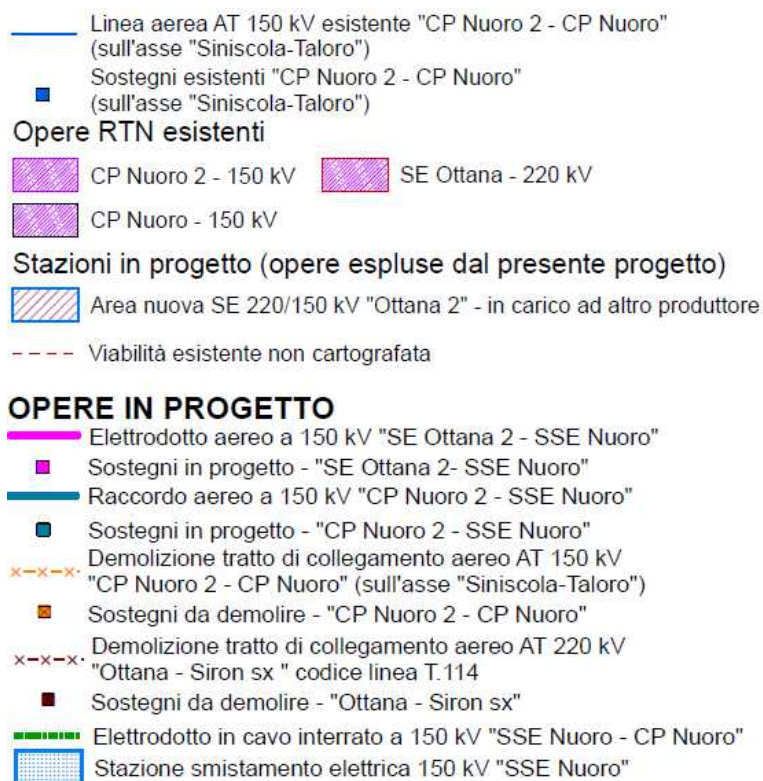 Linea aerea AT 150 kV esistente "CP Nuoro 2 - CP Nuoro"
(sull'asse "Siniscola-Taloro")
Sostegni esistenti "CP Nuoro 2 - CP Nuoro"
(sull'asse "Siniscola-Taloro")
Opere RTN esistenti
CP Nuoro 2 - 150 kV SE Ottana - 220 kV
CP Nuoro - 150 kV
Stazioni in progetto (opere espluse dal presente progetto)
Area nuova SE 220/150 kV "Ottana 2" - in carico ad altro produttore
Viabilità esistente non cartografata
OPERE IN PROGETTO
Elettrodotto aereo a 150 kV "SE Ottana 2 - SSE Nuoro"
Sostegni in progetto - "SE Ottana 2- SSE Nuoro"
Raccordo aereo a 150 kV "CP Nuoro 2 - SSE Nuoro"
Sostegni in progetto - "CP Nuoro 2 - SSE Nuoro"
Demolizione tratto di collegamento aereo AT 150 kV
"CP Nuoro 2 - CP Nuoro" (sull'asse "Siniscola-Taloro")
Sostegni da demolire - "CP Nuoro 2 - CP Nuoro"
Demolizione tratto di collegamento aereo AT 220 kV
"Ottana - Siron sx " codice linea T.114
Sostegni da demolire - "Ottana - Siron sx"
Elettrodotto in cavo interrato a 150 kV "SSE Nuoro - CP Nuoro"
Stazione smistamento elettrica 150 kV "SSE Nuoro"